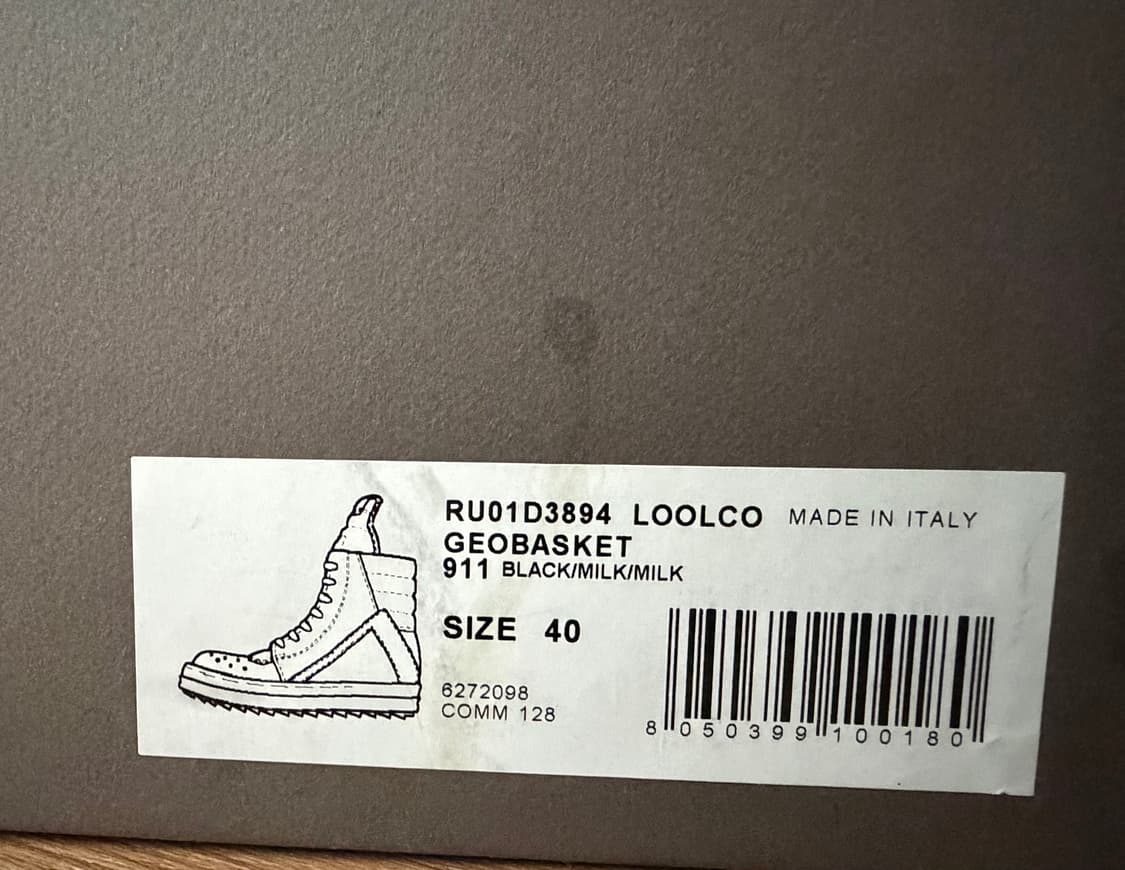 RU01D3894 LOOLCO MADE IN ITALY
GEOBASKET
911 BLACK/MILK/MILK
SIZE 40
6272098
COMM 128
8 050399 100180